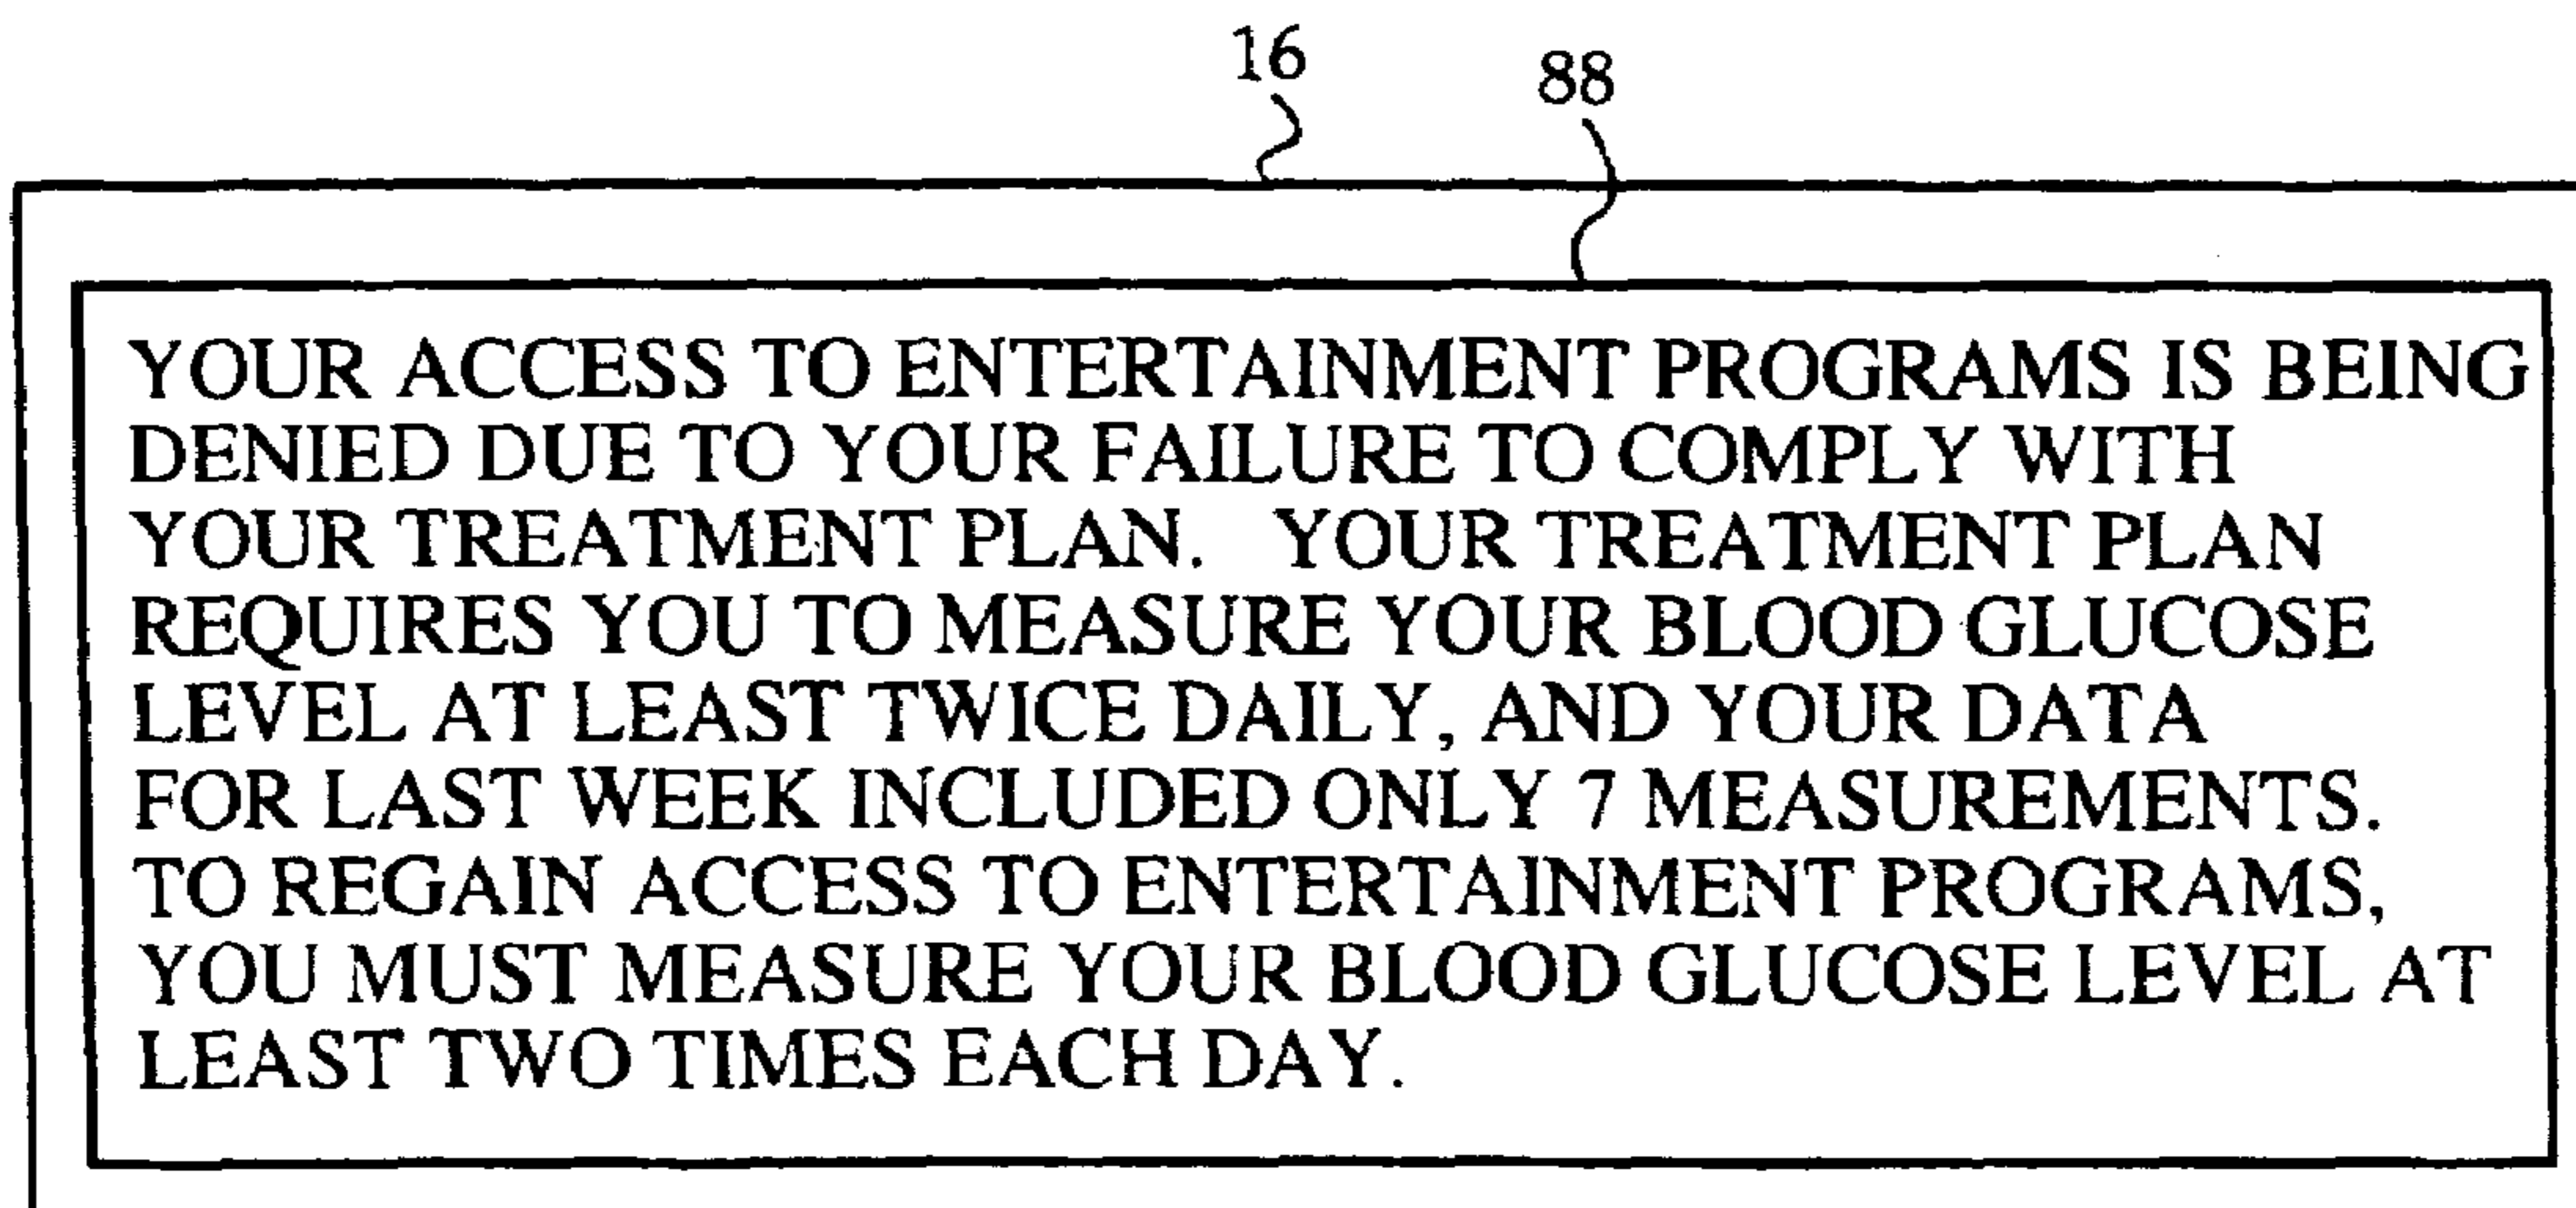 16
88
YOUR ACCESS TO ENTERTAINMENT PROGRAMS IS BEING
DENIED DUE TO YOUR FAILURE TO COMPLY WITH
YOUR TREATMENT PLAN. YOUR TREATMENT PLAN
REQUIRES YOU TO MEASURE YOUR BLOOD GLUCOSE
LEVEL AT LEAST TWICE DAILY, AND YOUR DATA
FOR LAST WEEK INCLUDED ONLY 7 MEASUREMENTS.
TO REGAIN ACCESS TO ENTERTAINMENT PROGRAMS,
YOU MUST MEASURE YOUR BLOOD GLUCOSE LEVEL AT
LEAST TWO TIMES EACH DAY.